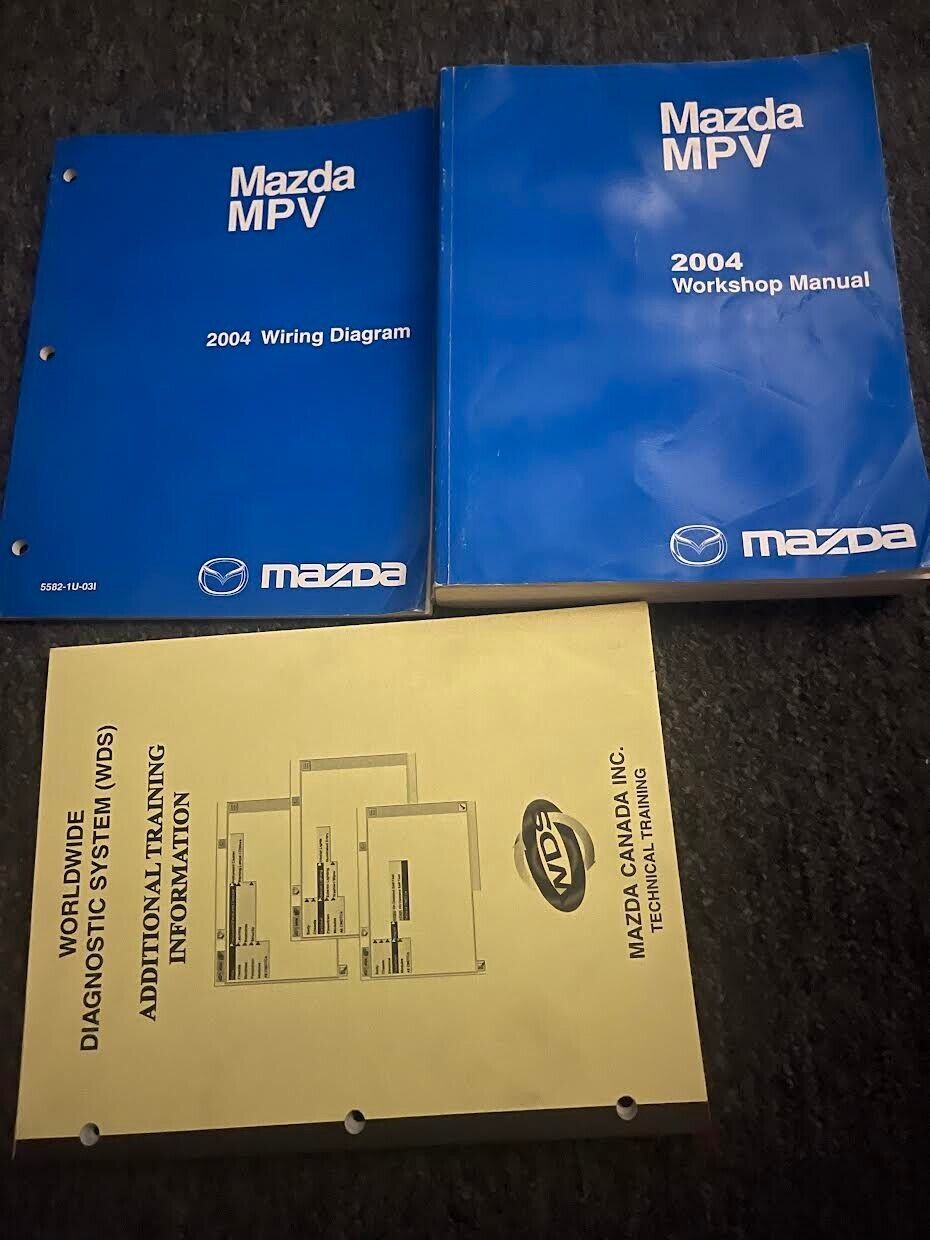 Mazda
MPV
2004 Wiring Diagram
5582-1U-03I
mazda
Mazda
MPV
2004
Workshop Manual
mazda
WORLDWIDE
DIAGNOSTIC SYSTEM (WDS)
ADDITIONAL TRAINING
INFORMATION
WDS
MAZDA CANADA INC.
TECHNICAL TRAINING